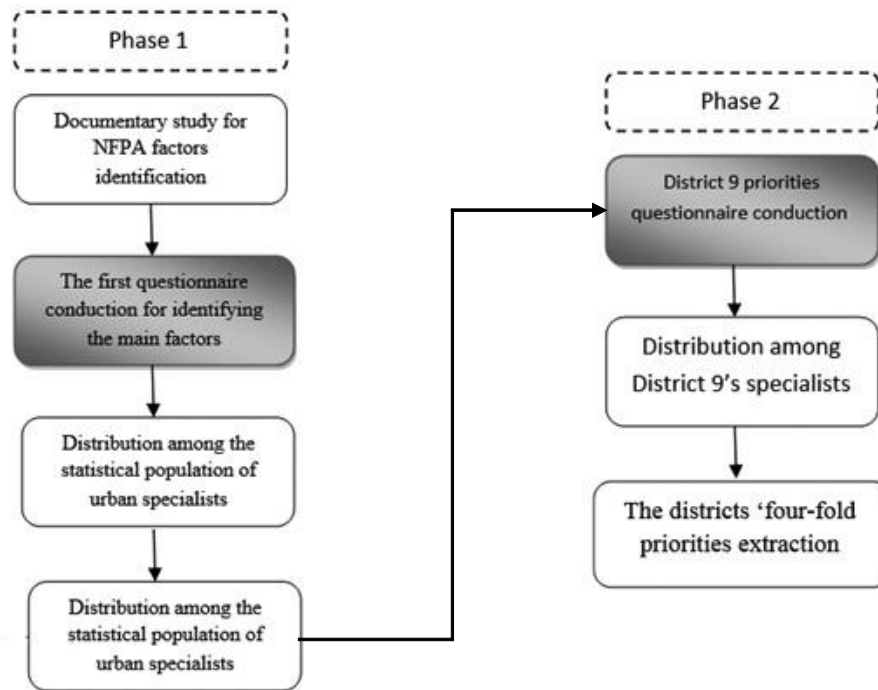 Phase 1
Documentary study for
NFPA factors
identification
The first questionnaire
conduction for identifying
the main factors
Distribution among the
statistical population of
urban specialists
Distribution among the
statistical population of
urban specialists
Phase 2
District 9 priorities
questionnaire conduction
Distribution among
District 9’s specialists
The districts ‘four-fold
priorities extraction